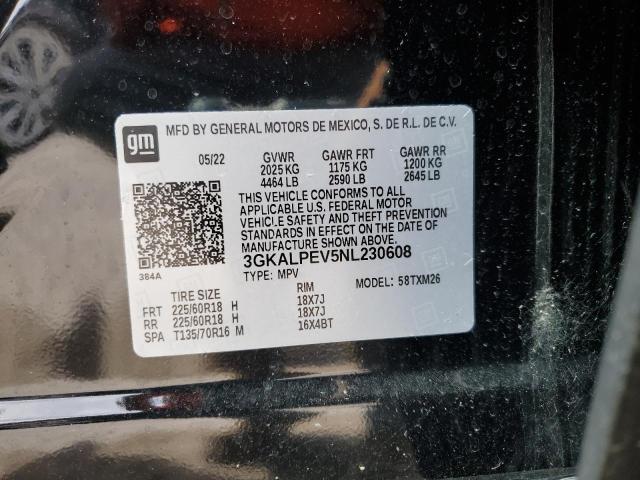 gm
MFD BY GENERAL MOTORS DE MEXICO, S. DE R.L. DE C.V.
05/22 GVWR GAWR FRT GAWR RR
2025 KG 1175 KG 1200 KG
4464 LB 2590 LB 2645 LB
THIS VEHICLE CONFORMS TO ALL
APPLICABLE U.S. FEDERAL MOTOR
VEHICLE SAFETY AND THEFT PREVENTION
STANDARDS IN EFFECT ON THE DATE OF
MANUFACTURE SHOWN ABOVE.
3GKALPEV5NL230608
384A
TYPE: MPV MODEL: 58TXM26
TIRE SIZE RIM
FRT 225/60R18 H 18X7J
RR 225/60R18 H 18X7J
SPA T135/70R16 M 16X4BT